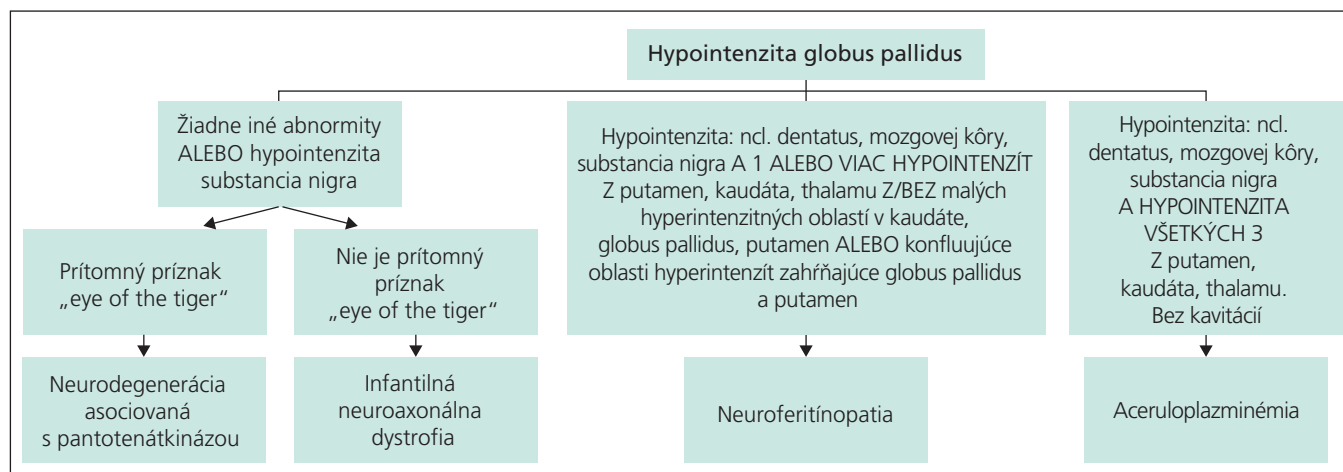 Hypointenzita globus pallidus
Žiadne iné abnormity
ALEBO hypointenzita
substancia nigra
Hypointenzita: ncl. dentatus, mozgovej kôry,
substancia nigra A 1 ALEBO VIAC HYPOINTENZÍT
Z putamen, kaudáta, thalamu Z/BEZ malých
hyperintenzitných oblastí v kaudáte,
globus pallidus, putamen ALEBO konfluujúce
oblasti hyperintenzít zahŕňajúce globus pallidus
a putamen
Hypointenzita: ncl.
dentatus, mozgovej kôry,
substancia nigra
A HYPOINTENZITA
VŠETKÝCH 3
Z putamen,
kaudáta, thalamu.
Bez kavitácií
Prítomný príznak
„eye of the tiger“
Nie je prítomný
príznak
„eye of the tiger“
Neurodegenerácia
asociovaná
s pantotenátkinázou
Infantilná
neuroaxonálna
dystrofia
Neuroferitínopatia
Aceruloplazminémia